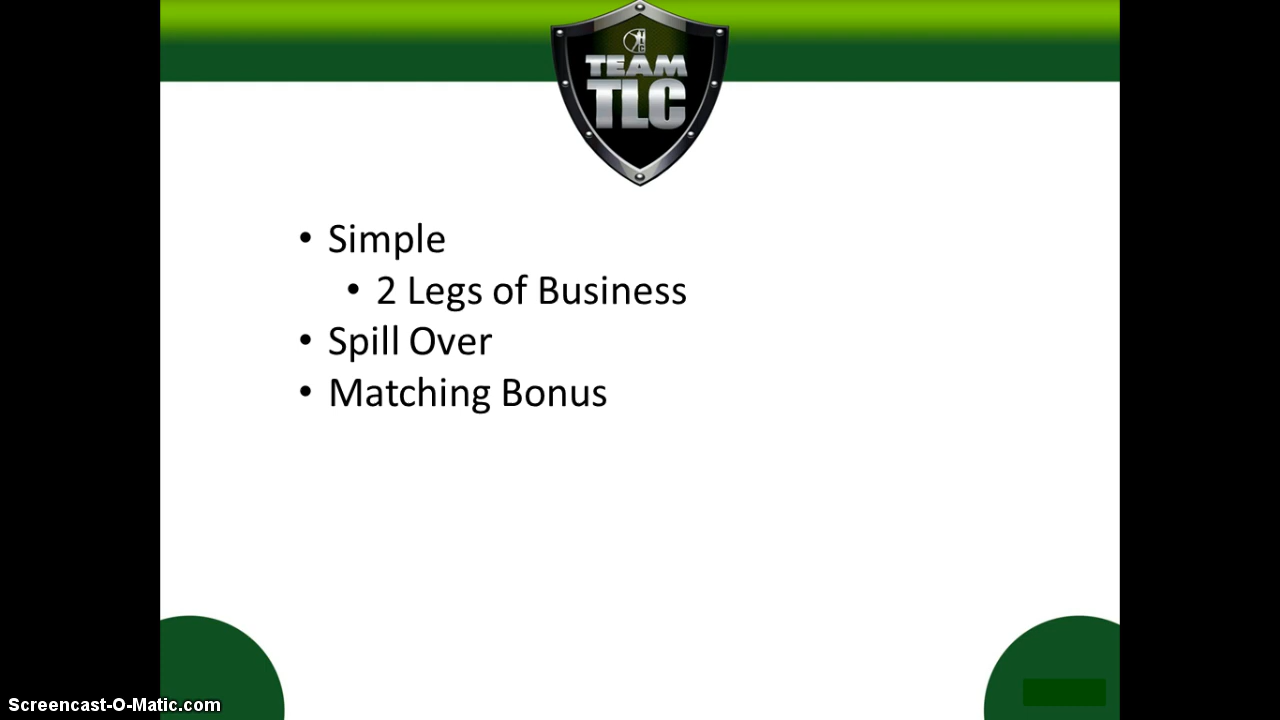 TEAM
TLC
• Simple
• 2 Legs of Business
• Spill Over
• Matching Bonus
Screencast-O-Matic.com